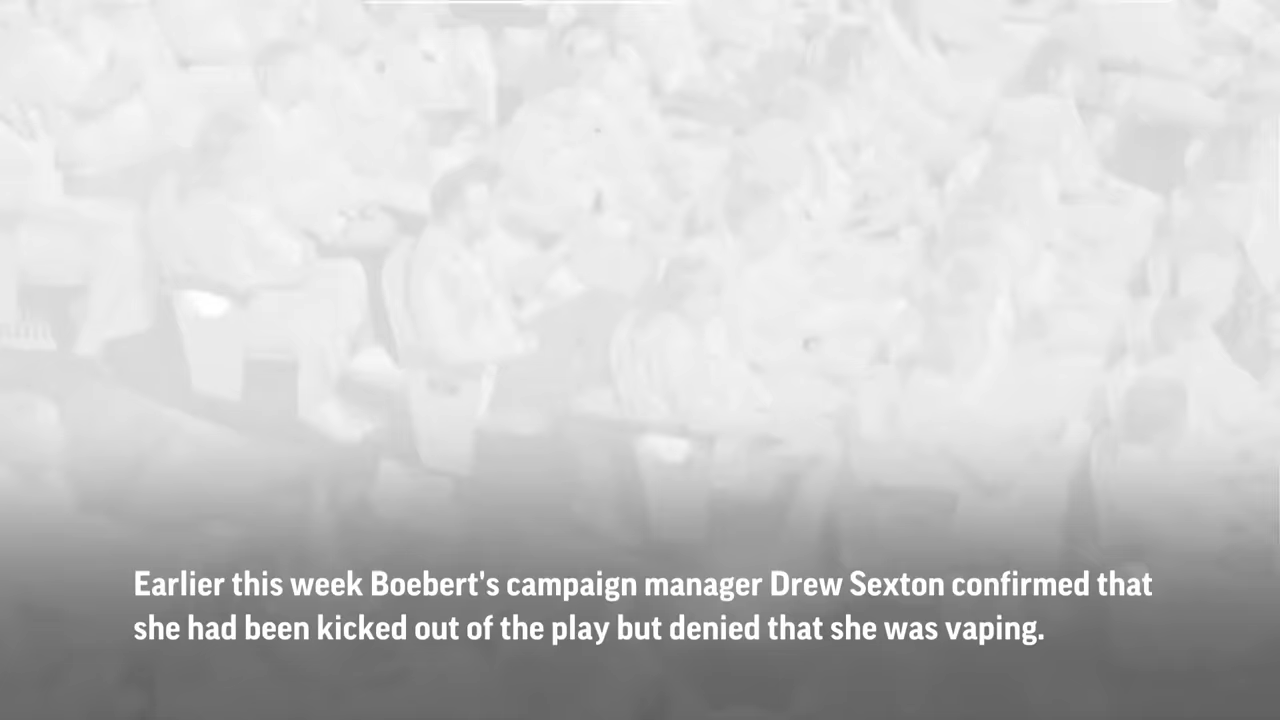 Earlier this week Boebert's campaign manager Drew Sexton confirmed that
she had been kicked out of the play but denied that she was vaping.